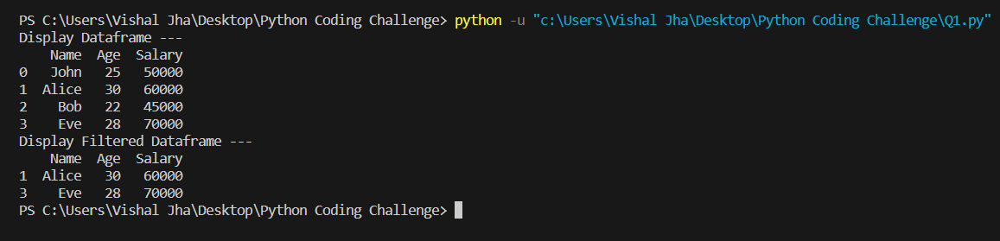 PS C:\Users\Vishal Jha\Desktop\Python Coding Challenge> python -u "c:\Users\Vishal Jha\Desktop\Python Coding Challenge\Q1.py"
Display Dataframe ---
    Name  Age  Salary
0   John   25   50000
1  Alice   30   60000
2    Bob   22   45000
3    Eve   28   70000
Display Filtered Dataframe ---
    Name  Age  Salary
1  Alice   30   60000
3    Eve   28   70000
PS C:\Users\Vishal Jha\Desktop\Python Coding Challenge>